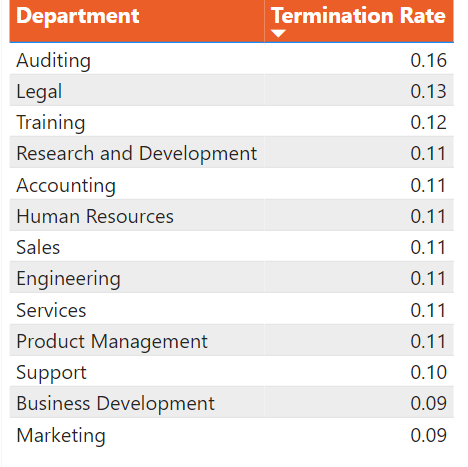 Department Termination Rate
Auditing 0.16
Legal 0.13
Training 0.12
Research and Development 0.11
Accounting 0.11
Human Resources 0.11
Sales 0.11
Engineering 0.11
Services 0.11
Product Management 0.11
Support 0.10
Business Development 0.09
Marketing 0.09